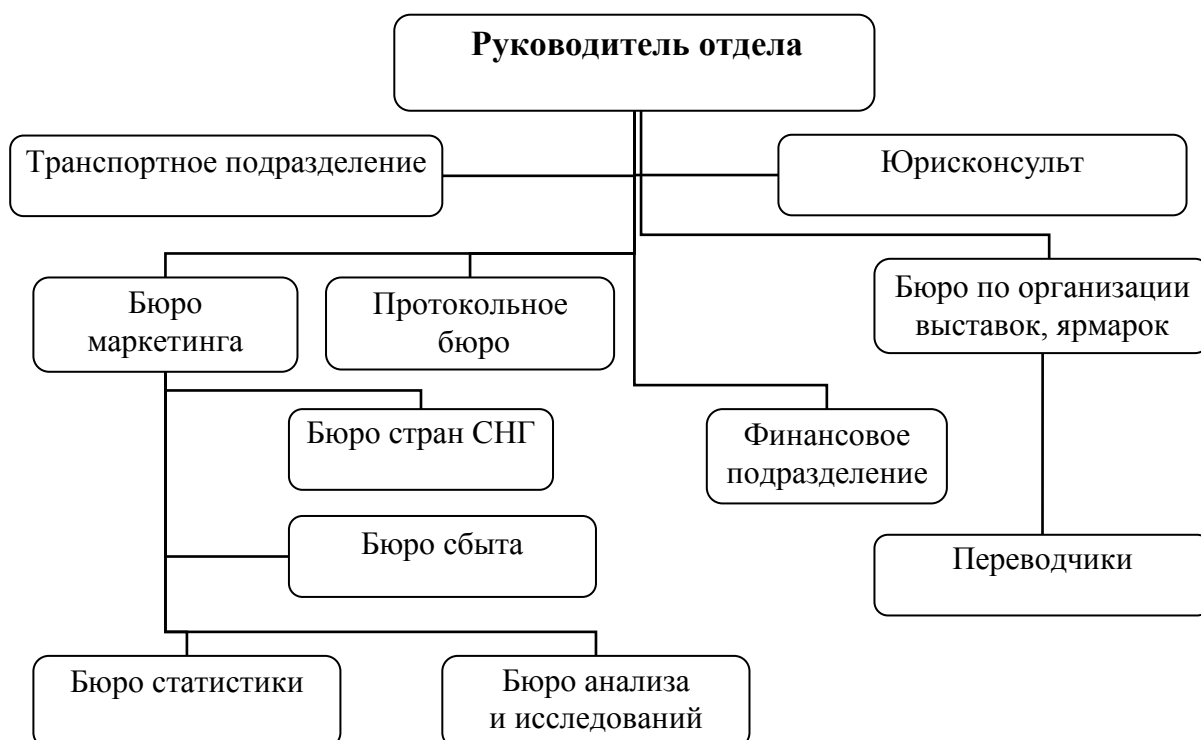 Руководитель отдела
Транспортное подразделение
Юрисконсульт
Бюро
маркетинга
Протокольное
бюро
Бюро по организации
выставок, ярмарок
Бюро стран СНГ
Финансовое
подразделение
Бюро сбыта
Переводчики
Бюро статистики
Бюро анализа
и исследований